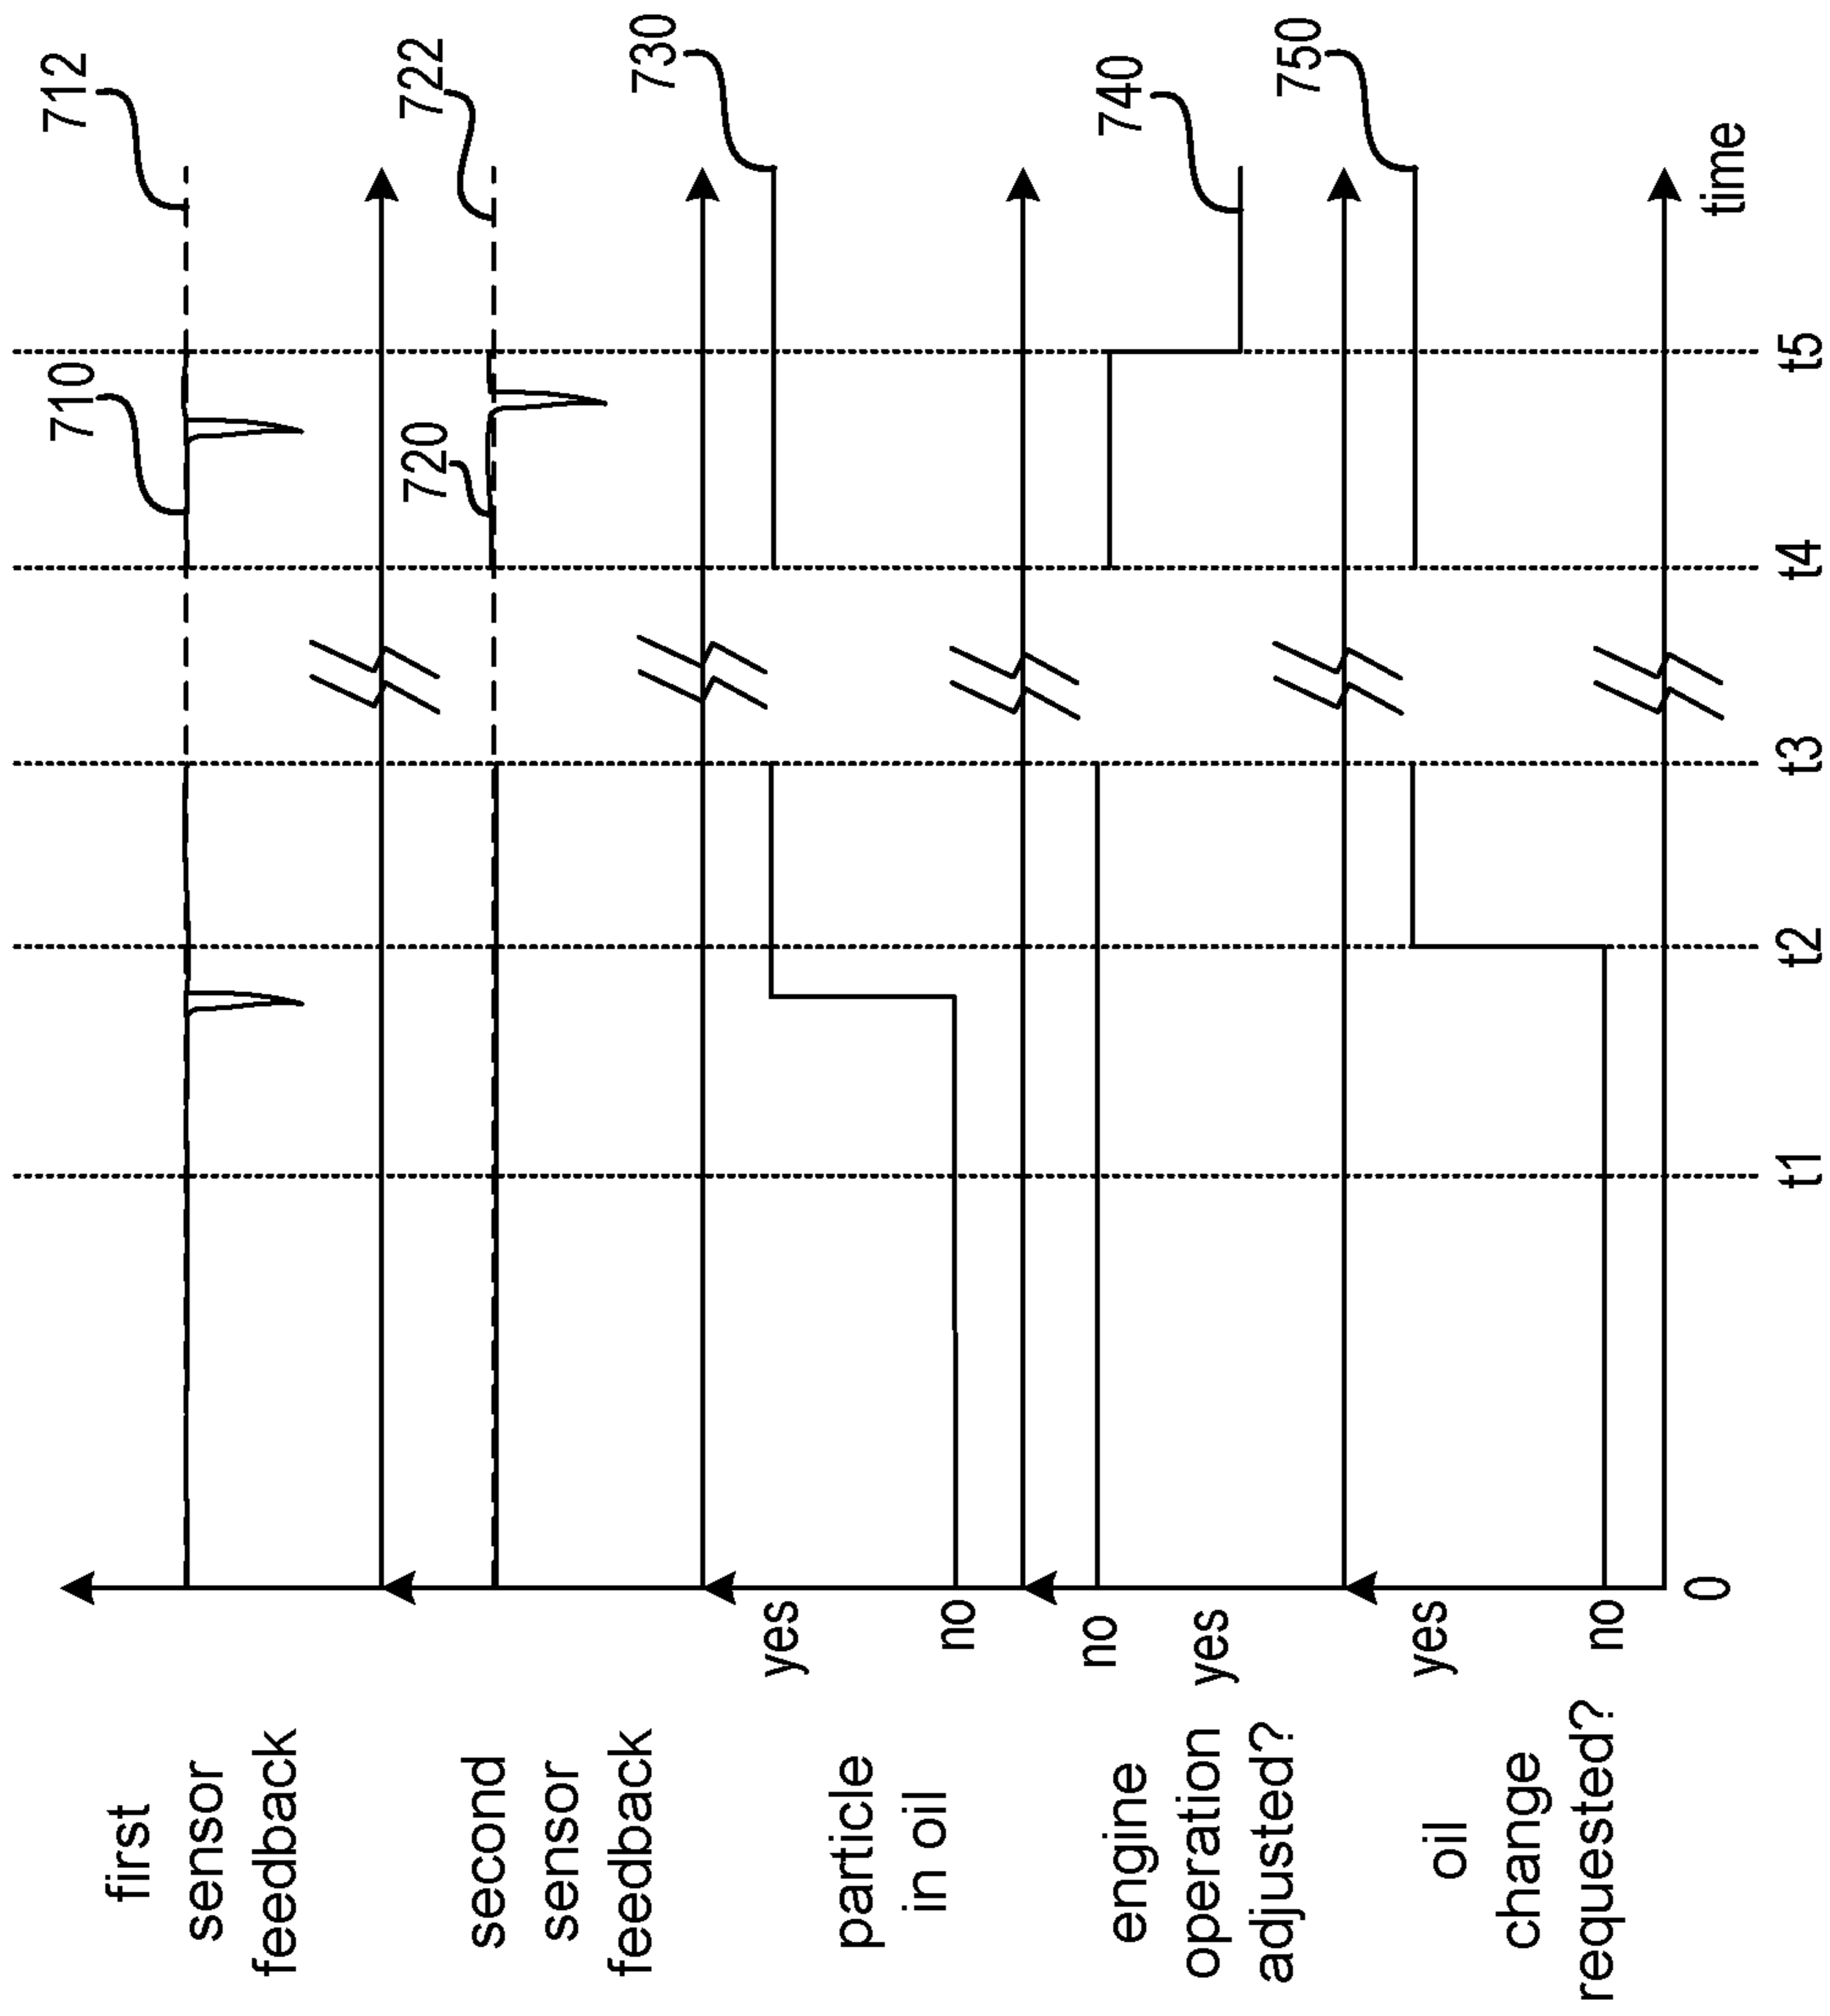 first
sensor
feedback
710
712
second
sensor
feedback
720
722
particle
in oil
yes
no
730
engine
operation
adjusted?
no
yes
740
oil
change
requested?
yes
no
750
0
t1
t2
t3
t4
t5
time